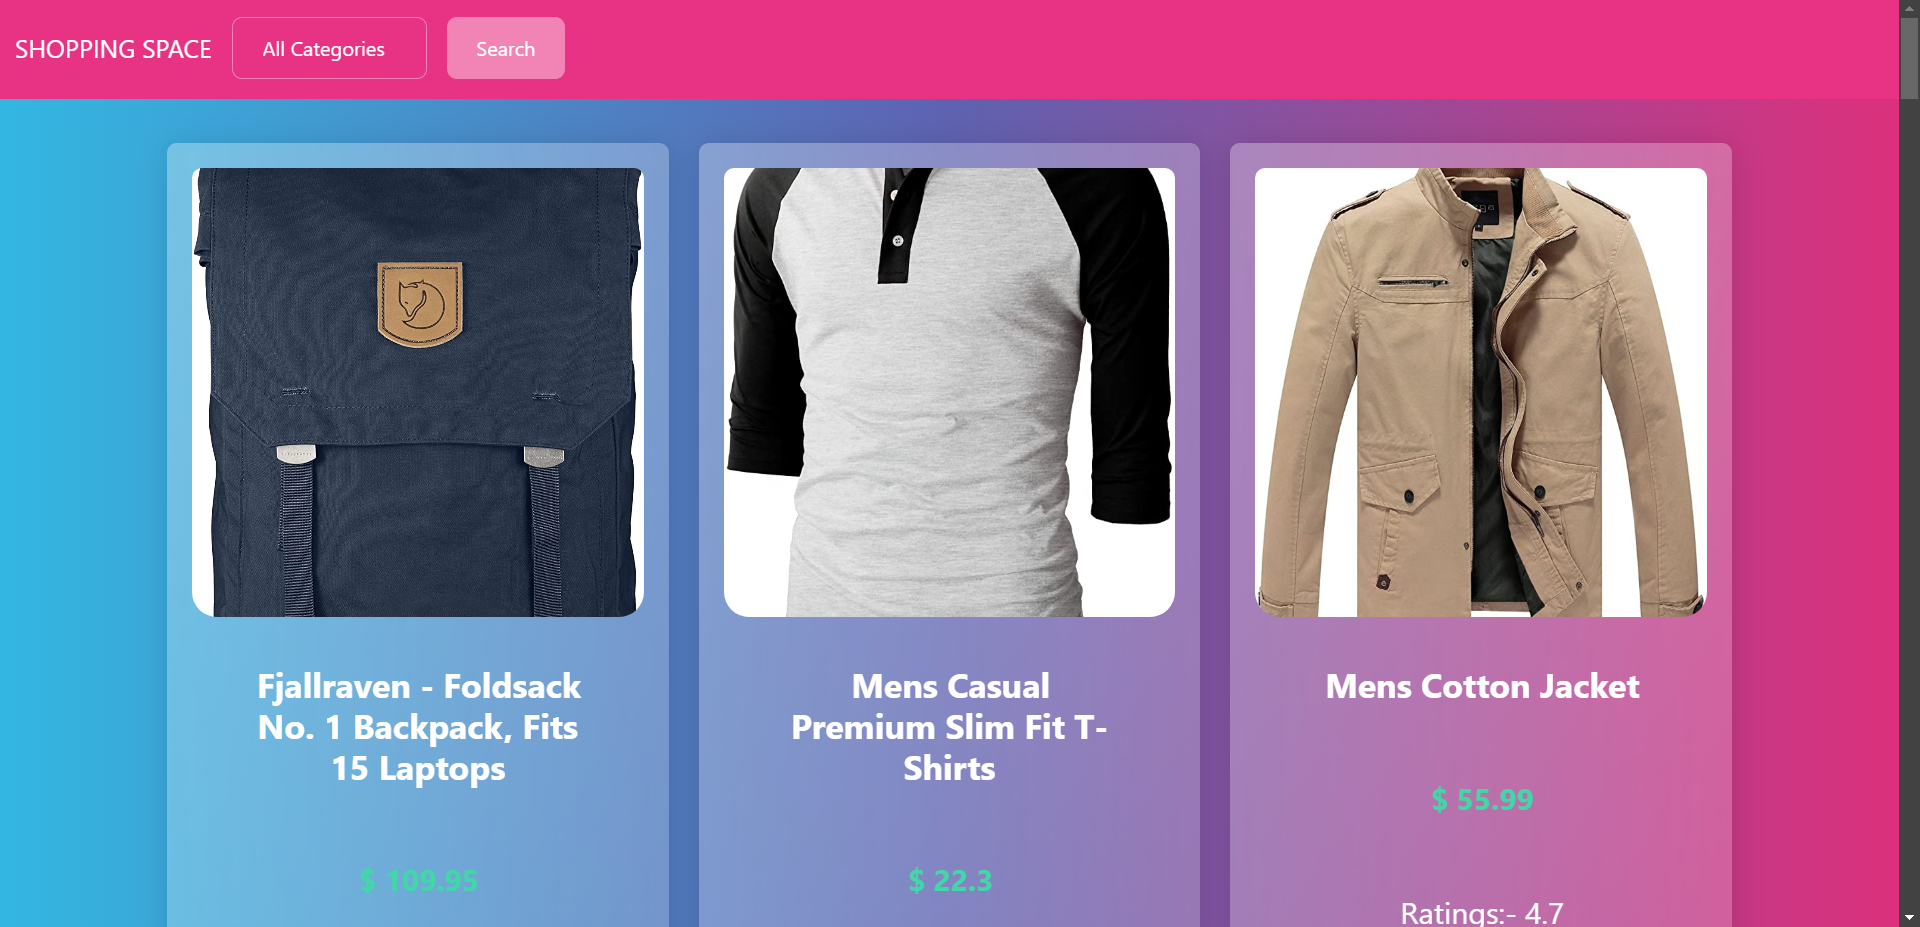 SHOPPING SPACE
All Categories
Search
Fjallraven - Foldsack
No. 1 Backpack, Fits
15 Laptops
$ 109.95
Mens Casual
Premium Slim Fit T-
Shirts
$ 22.3
Mens Cotton Jacket
$ 55.99
Ratings:- 4.7